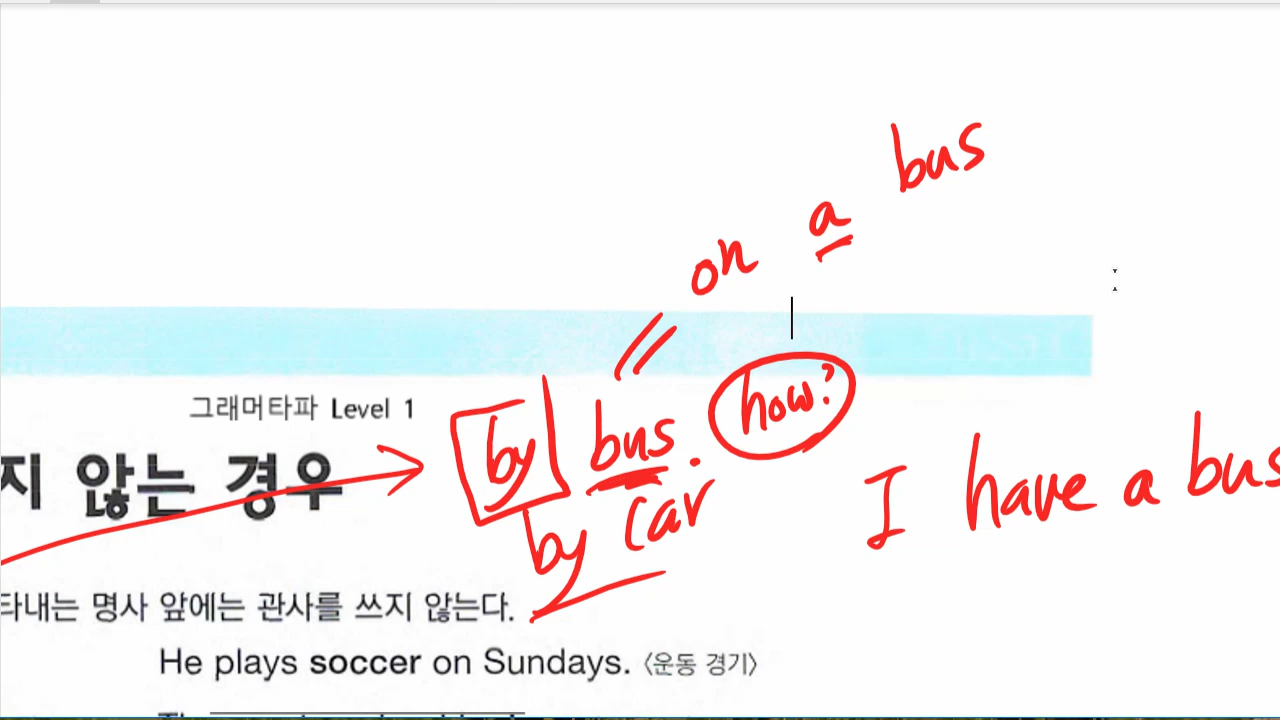 bus
a
on
그래머타파 Level 1
by bus. how?
지 않는 경우
I have a bus
by car
타내는 명사 앞에는 관사를 쓰지 않는다.
He plays soccer on Sundays. 〈운동 경기〉